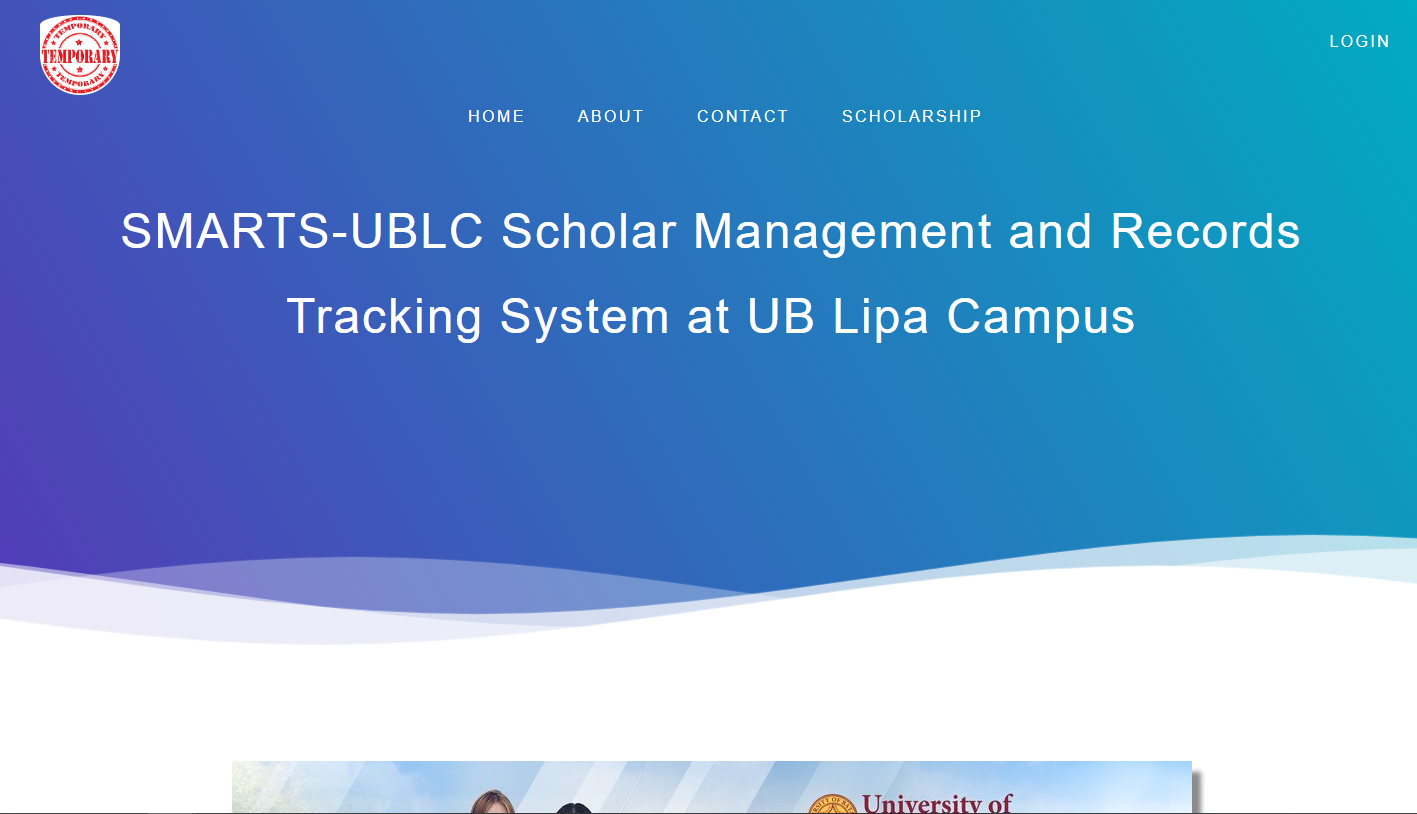 TEMPORARY
TEMPORARY
TEMPORARY
LOGIN
HOME ABOUT CONTACT SCHOLARSHIP
SMARTS-UBLC Scholar Management and Records
Tracking System at UB Lipa Campus
University of